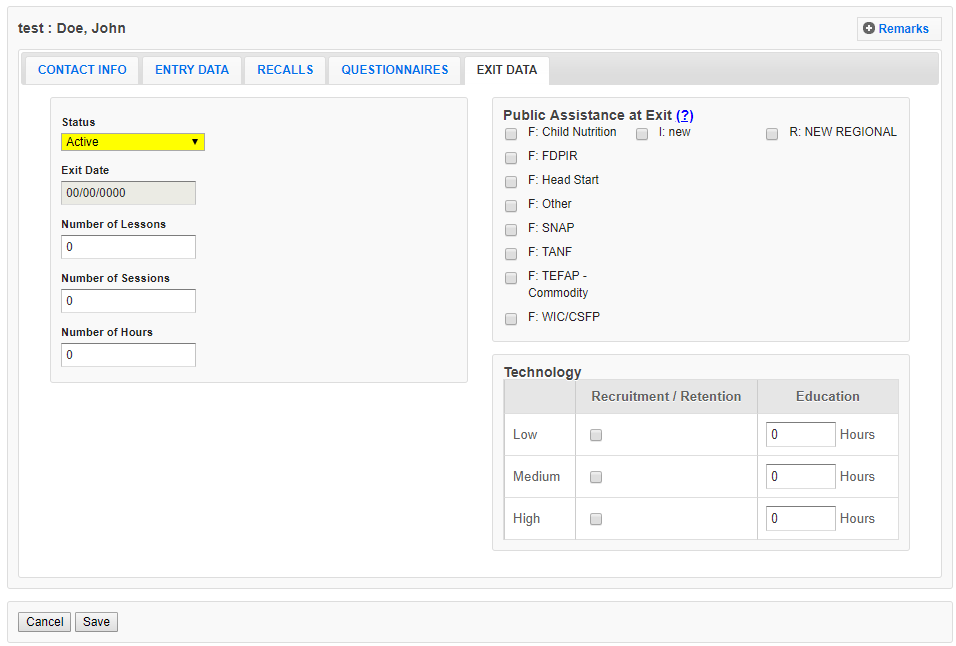 test : Doe, John
Remarks
CONTACT INFO ENTRY DATA RECALLS QUESTIONNAIRES EXIT DATA
Status
Active
Exit Date
00/00/0000
Number of Lessons
0
Number of Sessions
0
Number of Hours
0
Public Assistance at Exit (?)
F: Child Nutrition I: new R: NEW REGIONAL
F: FDPIR
F: Head Start
F: Other
F: SNAP
F: TANF
F: TEFAP -
Commodity
F: WIC/CSFP
Technology
Recruitment / Retention Education
Low 0 Hours
Medium 0 Hours
High 0 Hours
Cancel Save